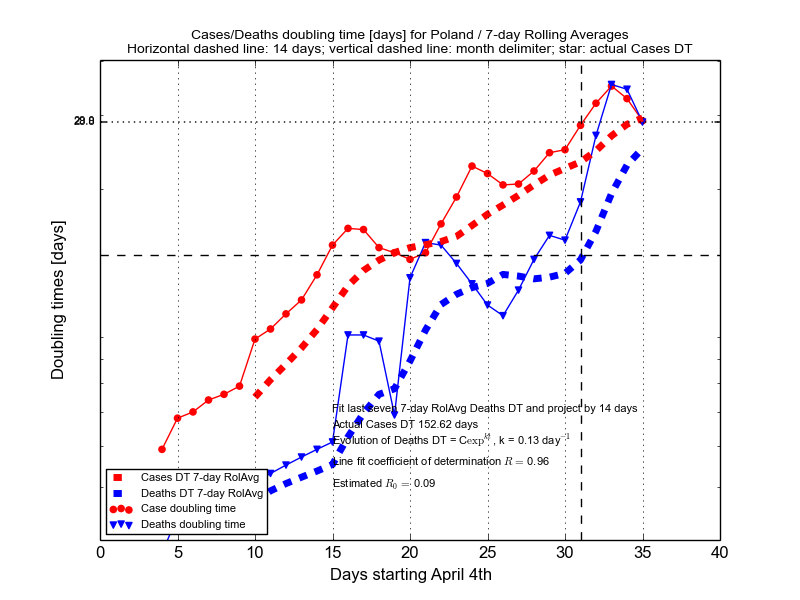 Cases/Deaths doubling time [days] for Poland / 7-day Rolling Averages
Horizontal dashed line: 14 days; vertical dashed line: month delimiter; star: actual Cases DT
Doubling times [days]
Fit last seven 7-day RolAvg Deaths DT and project by 14 days
Actual Cases DT 152.62 days
Evolution of Deaths DT = Cexp^{kt}, k = 0.13 day^{-1}
Line fit coefficient of determination R = 0.96
Estimated R_0 = 0.09
Cases DT 7-day RolAvg
Deaths DT 7-day RolAvg
Case doubling time
Deaths doubling time
0 5 10 15 20 25 30 35 40
Days starting April 4th